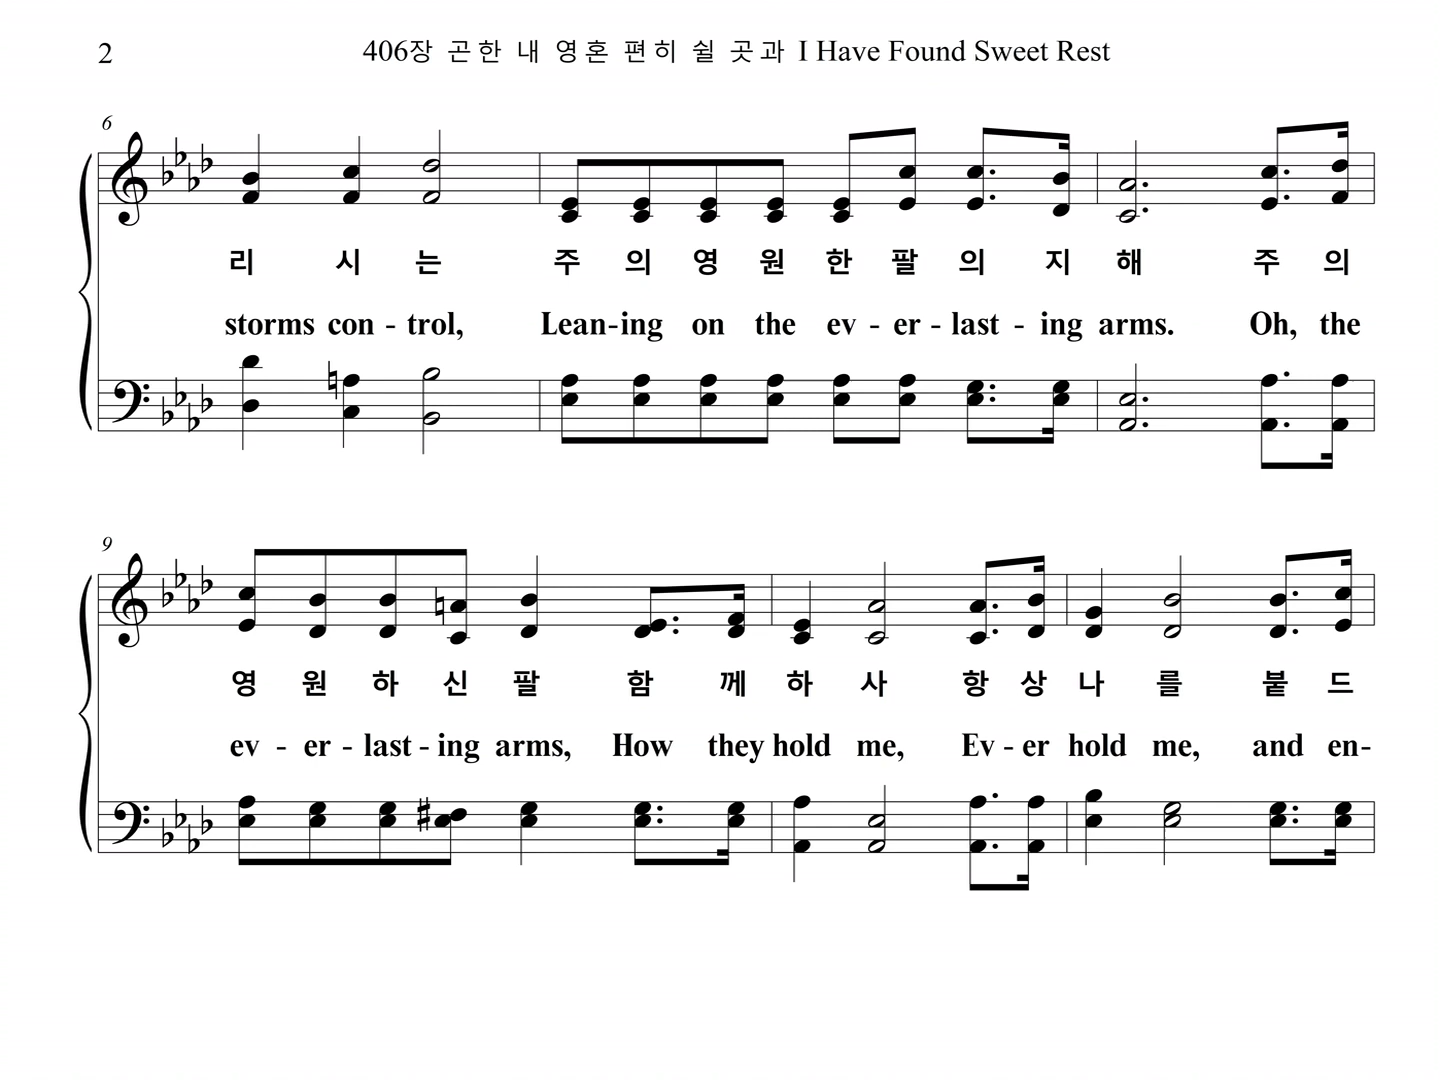 2
406장 곤한 내 영혼 편히 쉴 곳과 I Have Found Sweet Rest
6
리 시 는 주 의 영 원 한 팔 의 지 해 주 의
storms con - trol, Lean-ing on the ev - er - last - ing arms. Oh, the
9
영 원 하 신 팔 함 께 하 사 항 상 나 를 붙 드
ev - er - last - ing arms, How they hold me, Ev - er hold me, and en-